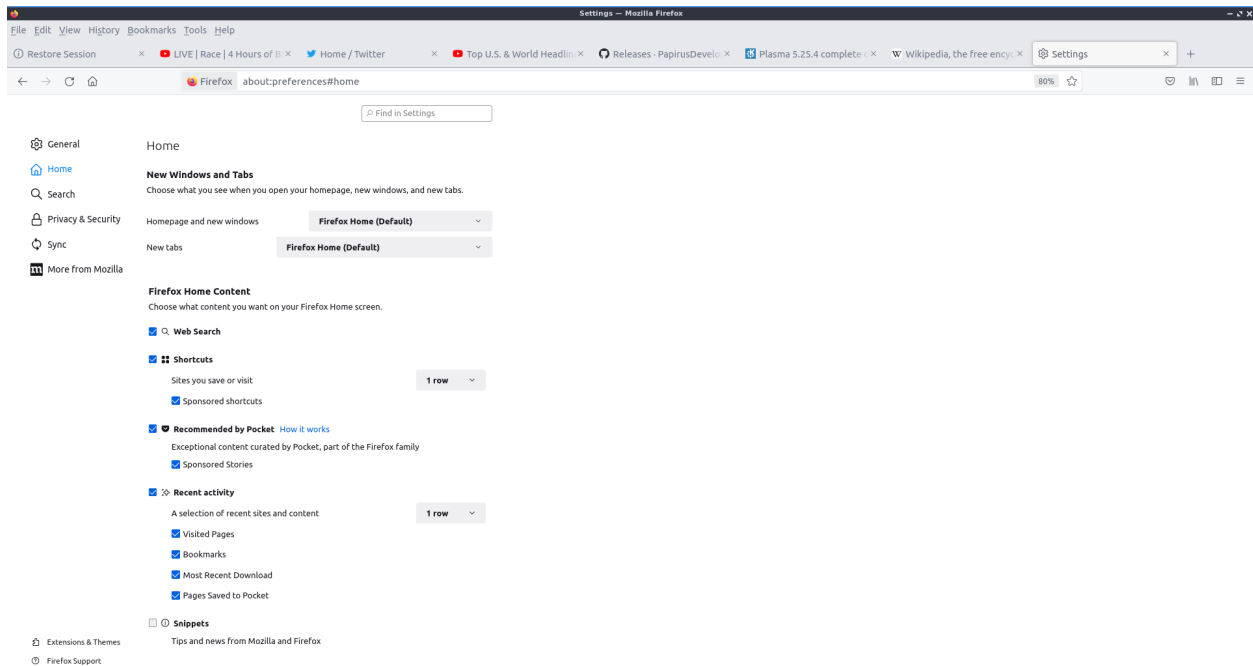 Settings — Mozilla Firefox
File Edit View History Bookmarks Tools Help
Restore Session
LIVE | Race | 4 Hours of B
Home / Twitter
Top U.S. & World Headlin
Releases · PapirusDevelo
Plasma 5.25.4 complete c
Wikipedia, the free ency
Settings
Firefox about:preferences#home 80%
Find in Settings
General
Home
Search
Privacy & Security
Sync
More from Mozilla
Extensions & Themes
Firefox Support
Home
New Windows and Tabs
Choose what you see when you open your homepage, new windows, and new tabs.
Homepage and new windows Firefox Home (Default)
New tabs Firefox Home (Default)
Firefox Home Content
Choose what content you want on your Firefox Home screen.
Web Search
Shortcuts
Sites you save or visit 1 row
Sponsored shortcuts
Recommended by Pocket How it works
Exceptional content curated by Pocket, part of the Firefox family
Sponsored Stories
Recent activity
A selection of recent sites and content 1 row
Visited Pages
Bookmarks
Most Recent Download
Pages Saved to Pocket
Snippets
Tips and news from Mozilla and Firefox